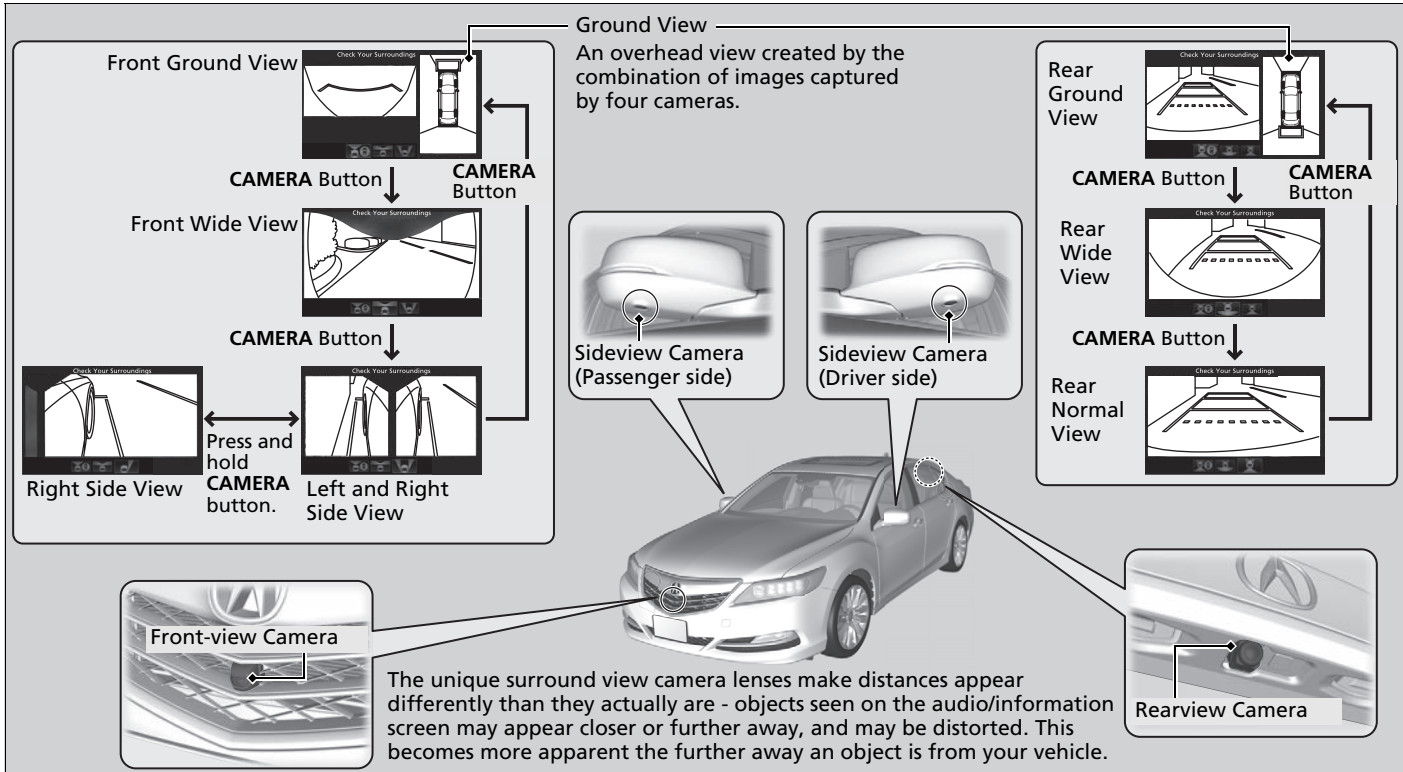 Ground View
An overhead view created by the
combination of images captured
by four cameras.
Front Ground View
Check Your Surroundings
CAMERA Button
CAMERA
Button
Front Wide View
Check Your Surroundings
CAMERA Button
Check Your Surroundings
Right Side View
Press and
hold
CAMERA
button.
Check Your Surroundings
Left and Right
Side View
Sideview Camera
(Passenger side)
Sideview Camera
(Driver side)
Rear
Ground
View
Check Your Surroundings
CAMERA Button
CAMERA
Button
Rear
Wide
View
Check Your Surroundings
CAMERA Button
Rear
Normal
View
Check Your Surroundings
Front-view Camera
Rearview Camera
The unique surround view camera lenses make distances appear
differently than they actually are - objects seen on the audio/information
screen may appear closer or further away, and may be distorted. This
becomes more apparent the further away an object is from your vehicle.